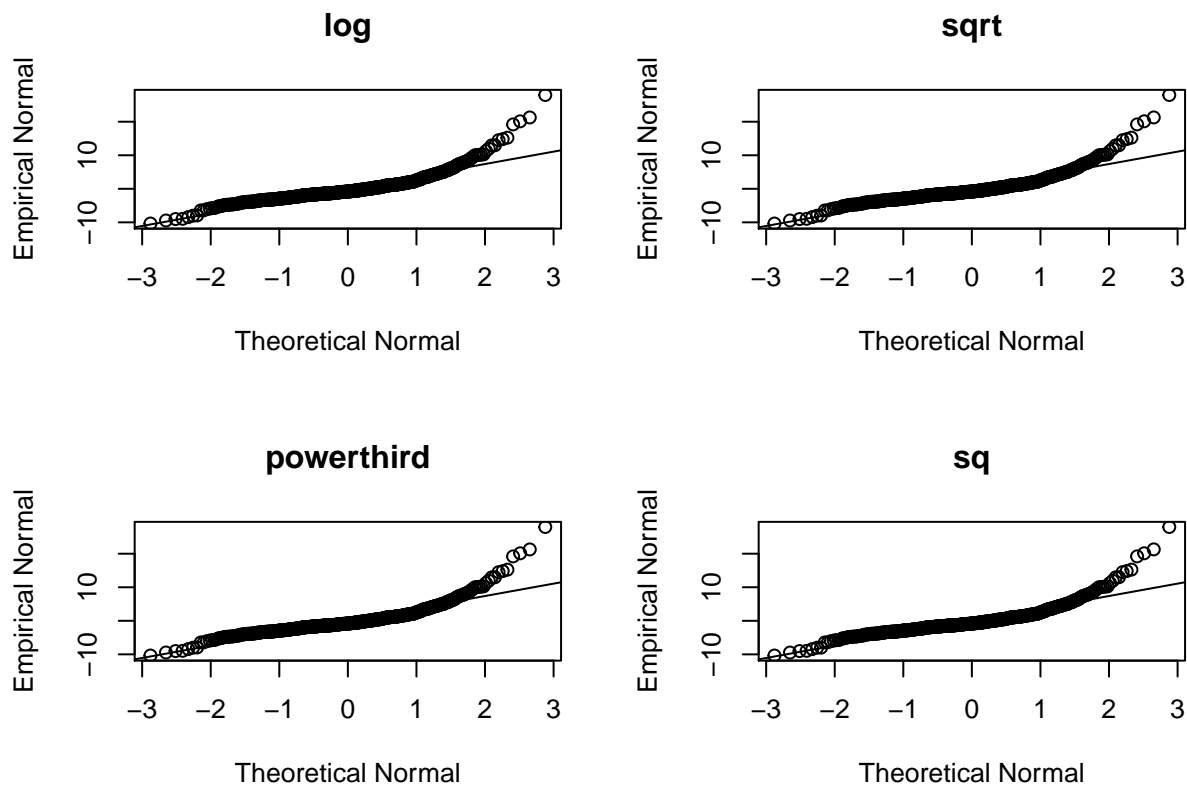 log
Empirical Normal
10
−10
−3 −2 −1 0 1 2 3
Theoretical Normal
sqrt
Empirical Normal
10
−10
−3 −2 −1 0 1 2 3
Theoretical Normal
powerthird
Empirical Normal
10
−10
−3 −2 −1 0 1 2 3
Theoretical Normal
sq
Empirical Normal
10
−10
−3 −2 −1 0 1 2 3
Theoretical Normal